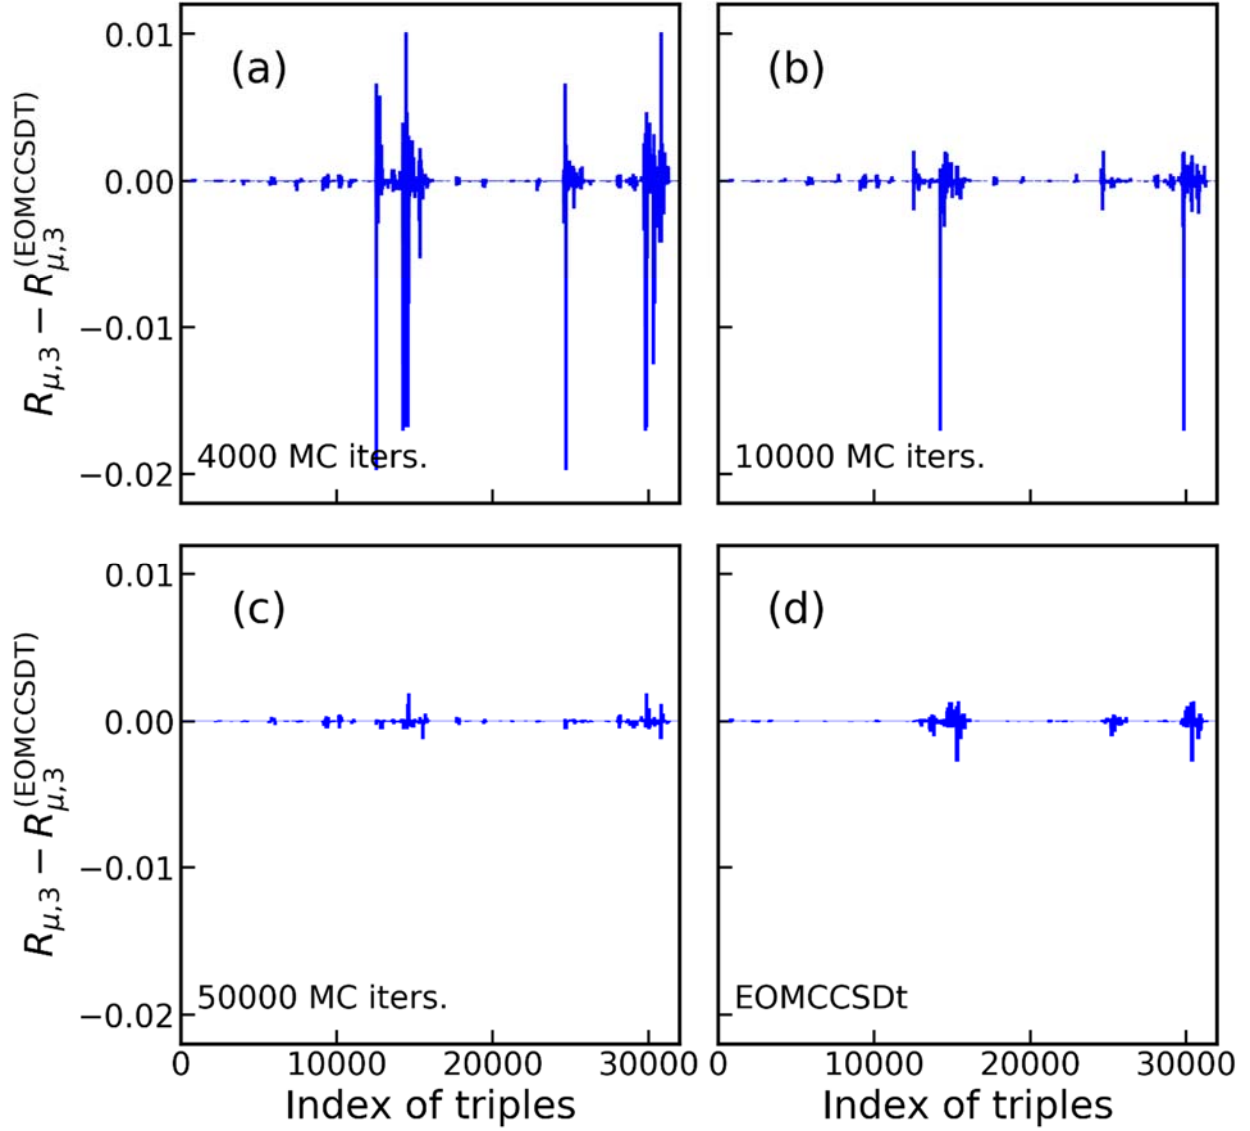 (a)
(b)
0.01
0.00
−0.01
−0.02
R_{μ,3} − R_{μ,3}^{(EOMCCSDT)}
4000 MC iters.
10000 MC iters.
(c)
(d)
0.01
0.00
−0.01
−0.02
R_{μ,3} − R_{μ,3}^{(EOMCCSDT)}
50000 MC iters.
EOMCCSDt
0 10000 20000 30000
0 10000 20000 30000
Index of triples
Index of triples